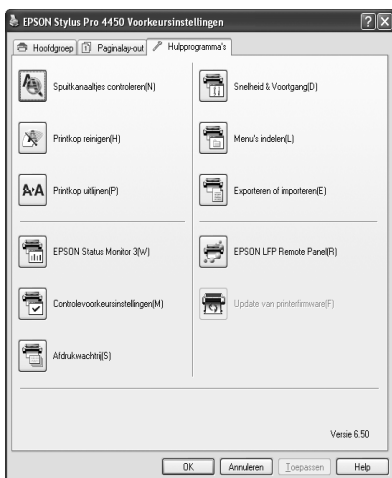 EPSON Stylus Pro 4450 Voorkeursinstellingen
Hoofdgroep Paginalay-out Hulpprogramma's
Spuitkanaaltjes controleren(N)
Printkop reinigen(H)
Printkop uitlijnen(P)
EPSON Status Monitor 3(W)
Controlevoorkeursinstellingen(M)
Afdrukwachtrij(S)
Snelheid & Voortgang(D)
Menu's indelen(L)
Exporteren of importeren(E)
EPSON LFP Remote Panel(R)
Update van printerfirmware(F)
Versie 6.50
OK Annuleren Toepassen Help